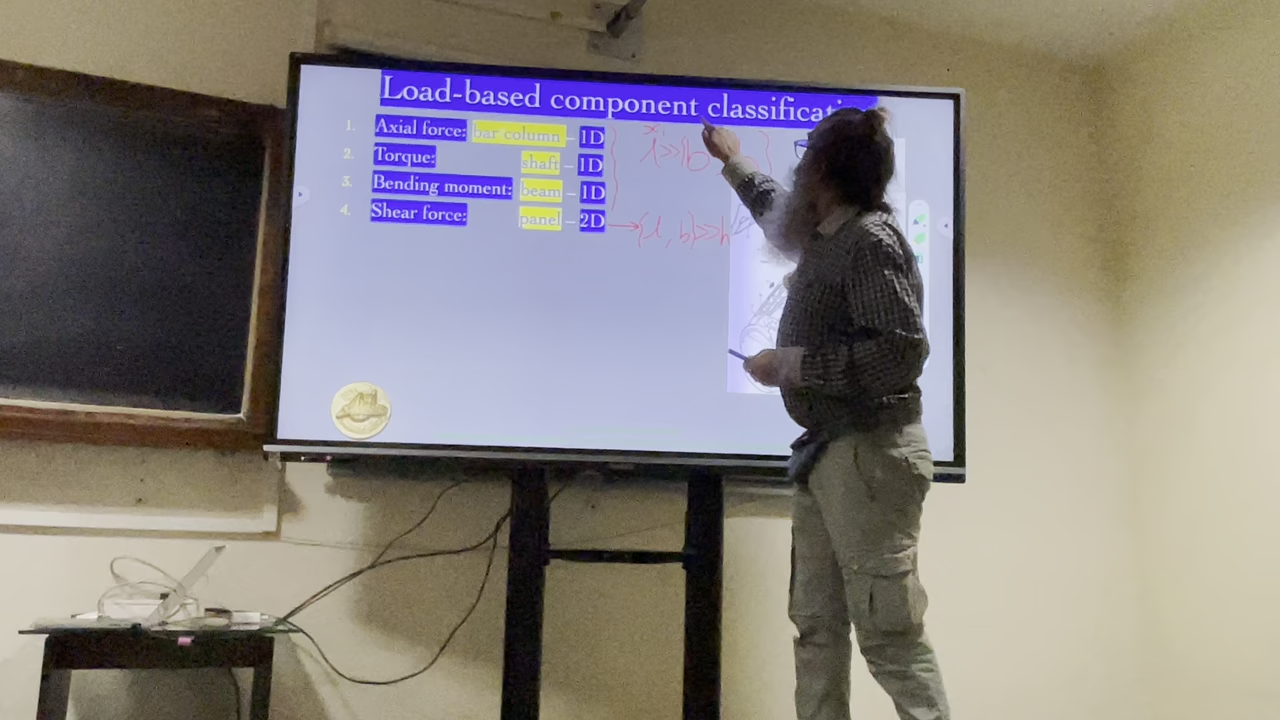 Load-based component classificati
1. Axial force: bar column – 1D
2. Torque: shaft – 1D
3. Bending moment: beam – 1D
4. Shear force: panel – 2D
l>>b
→(l, b)>>h